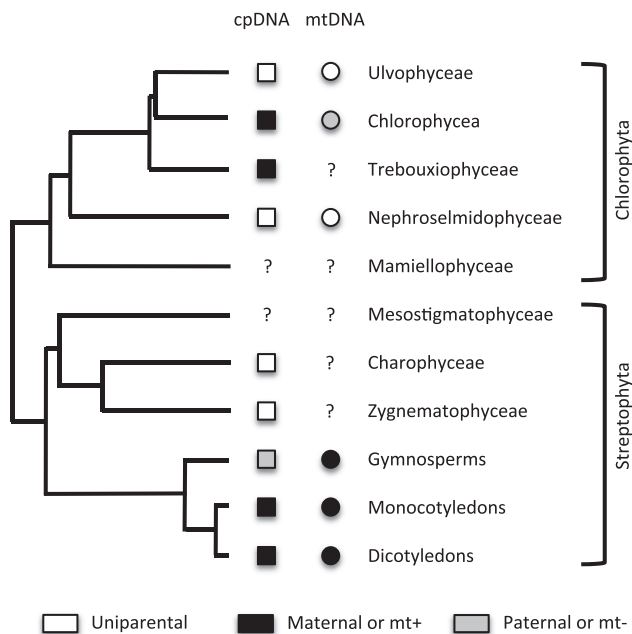 cpDNA mtDNA
Ulvophyceae
Chlorophycea
? Trebouxiophyceae
Nephroselmidophyceae
? ? Mamiellophyceae
? ? Mesostigmatophyceae
? Charophyceae
? Zygnematophyceae
Gymnosperms
Monocotyledons
Dicotyledons
Chlorophyta
Streptophyta
Uniparental Maternal or mt+ Paternal or mt-